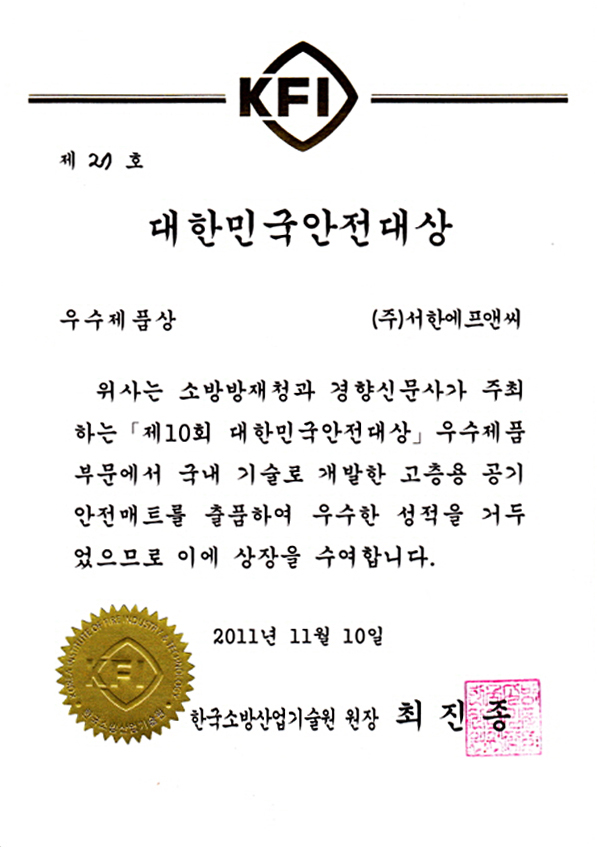 KFI
제 호
대한민국안전대상
우수제품상 (주)서한에프앤씨
위사는 소방방재청과 경향신문사가 주최
하는 「제10회 대한민국안전대상」 우수제품
부문에서 국내 기술로 개발한 고층용 공기
안전매트를 출품하여 우수한 성적을 거두
었으므로 이에 상장을 수여합니다.
2011년 11월 10일
KOREA INSTITUTE OF FIRE INDUSTRY & TECHNOLOGY
KFI
한국소방산업기술원
한국소방산업기술원 원장 최진종